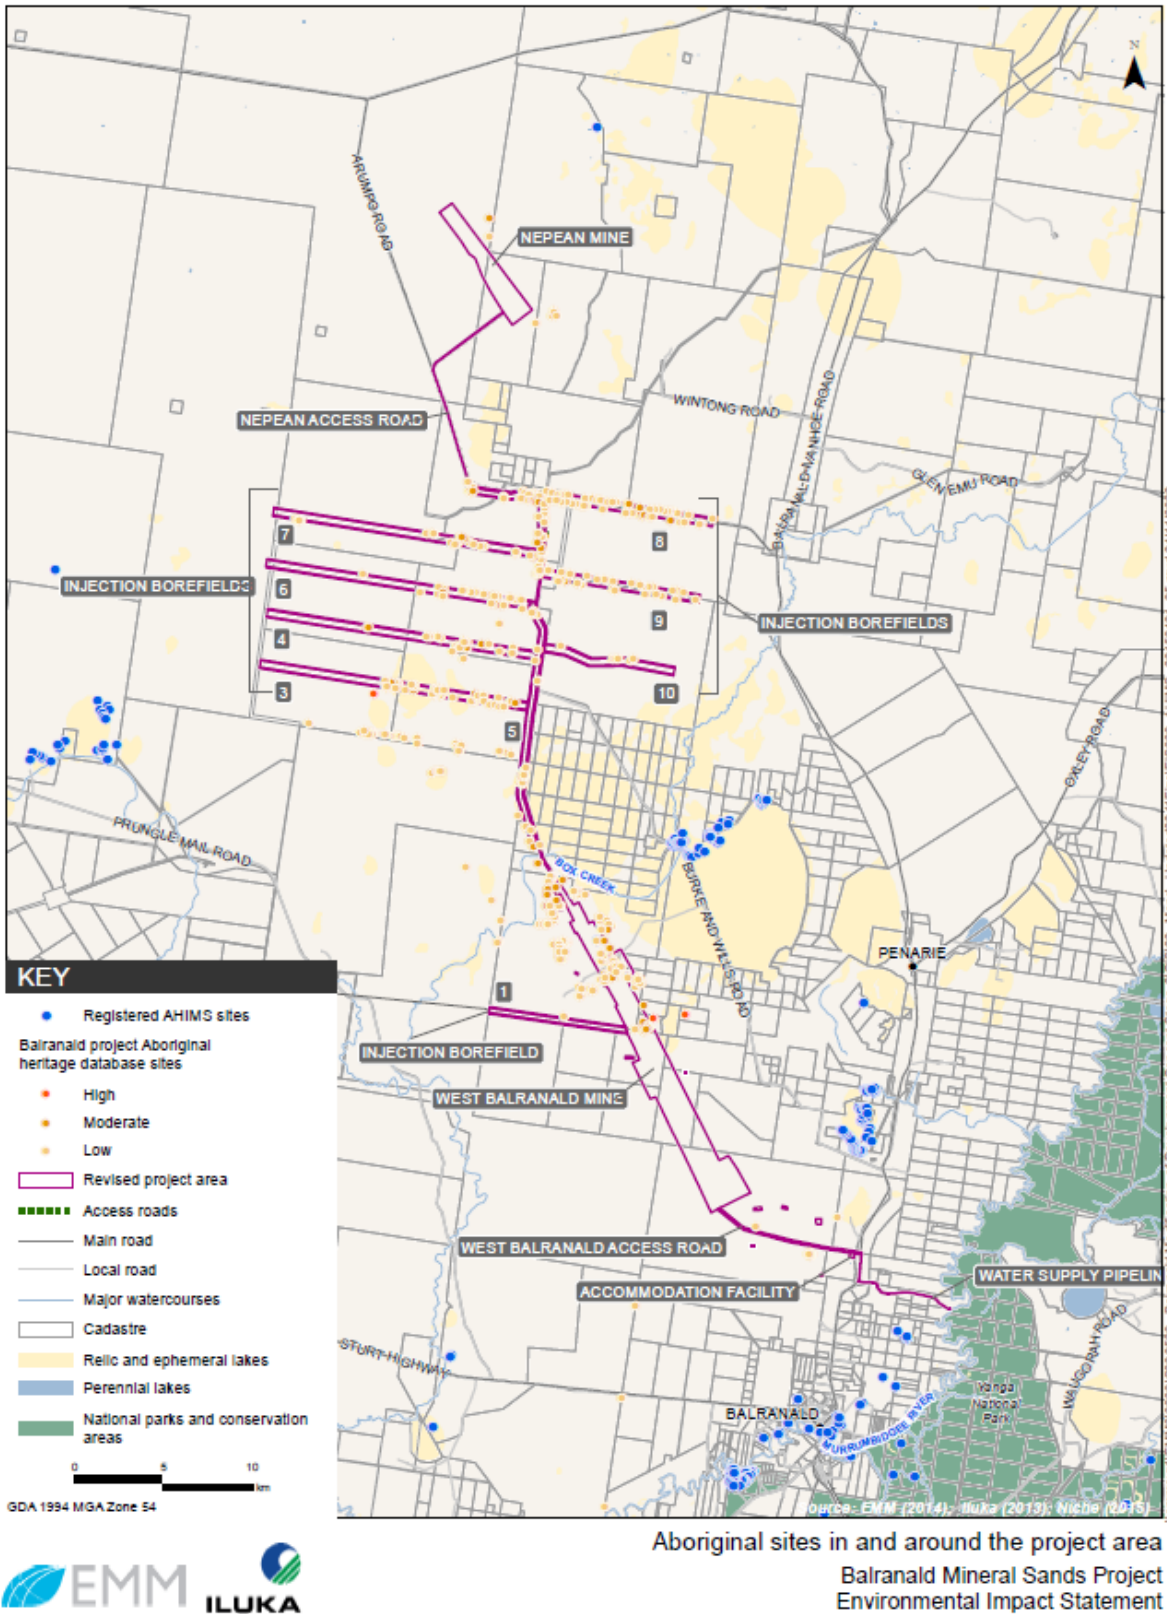 N
ARUMPO ROAD
NEPEAN MINE
NEPEAN ACCESS ROAD
WINTONG ROAD
BALRANALD-IVANHOE ROAD
GLEN EMU ROAD
7
8
INJECTION BOREFIELDS
6
9
INJECTION BOREFIELDS
4
3
10
5
OXLEY ROAD
PRUNGLE MAIL ROAD
BOX CREEK
BURKE AND WILLS ROAD
PENARIE
1
INJECTION BOREFIELD
WEST BALRANALD MINE
WEST BALRANALD ACCESS ROAD
WATER SUPPLY PIPELIN
ACCOMMODATION FACILITY
STURT HIGHWAY
WAUGORAH ROAD
Yanga
National
Park
BALRANALD
MURRUMBIDGEE RIVER
KEY
Registered AHIMS sites
Balranald project Aboriginal
heritage database sites
High
Moderate
Low
Revised project area
Access roads
Main road
Local road
Major watercourses
Cadastre
Relic and ephemeral lakes
Perennial lakes
National parks and conservation
areas
0 5 10
km
GDA 1994 MGA Zone 54
Source: EMM (2014); Iluka (2013); Niche (2015)
Aboriginal sites in and around the project area
Balranald Mineral Sands Project
Environmental Impact Statement
EMM
ILUKA